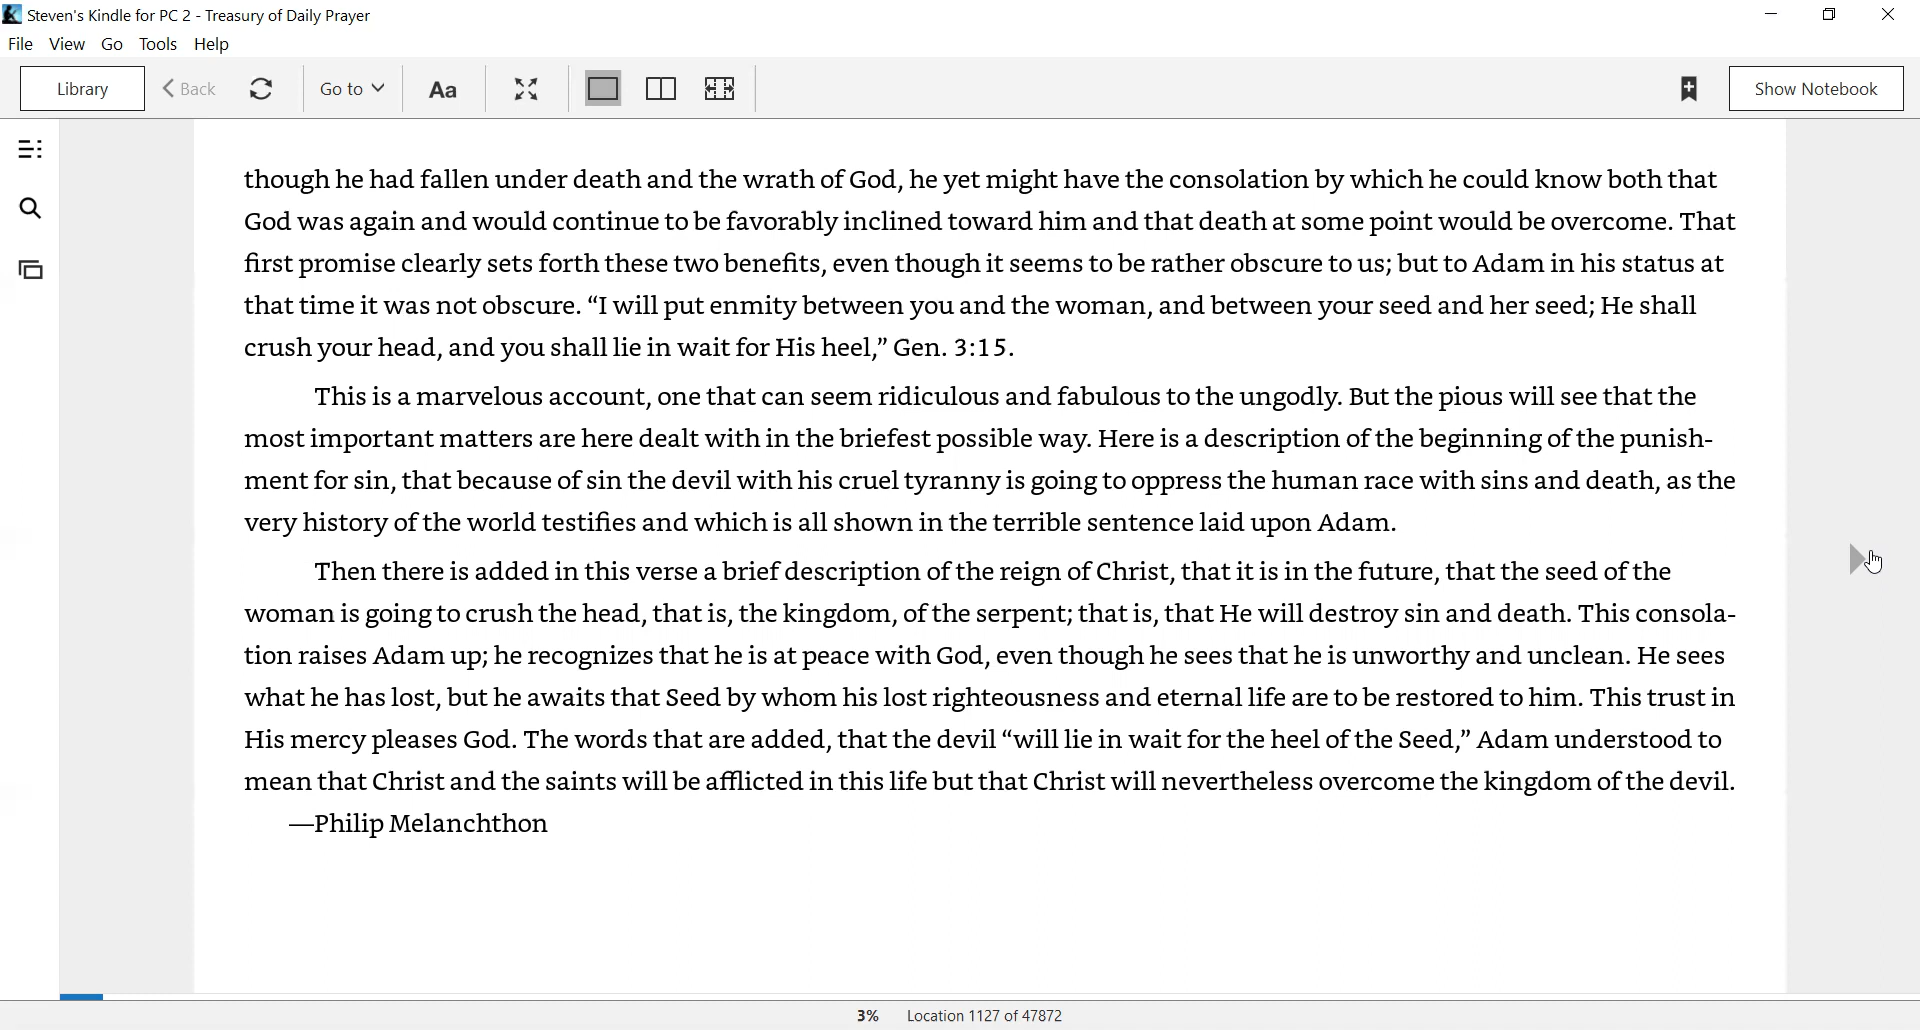 Steven's Kindle for PC 2 - Treasury of Daily Prayer
File View Go Tools Help
Library Back Go to Aa Show Notebook
though he had fallen under death and the wrath of God, he yet might have the consolation by which he could know both that
God was again and would continue to be favorably inclined toward him and that death at some point would be overcome. That
first promise clearly sets forth these two benefits, even though it seems to be rather obscure to us; but to Adam in his status at
that time it was not obscure. “I will put enmity between you and the woman, and between your seed and her seed; He shall
crush your head, and you shall lie in wait for His heel,” Gen. 3:15.
This is a marvelous account, one that can seem ridiculous and fabulous to the ungodly. But the pious will see that the
most important matters are here dealt with in the briefest possible way. Here is a description of the beginning of the punish-
ment for sin, that because of sin the devil with his cruel tyranny is going to oppress the human race with sins and death, as the
very history of the world testifies and which is all shown in the terrible sentence laid upon Adam.
Then there is added in this verse a brief description of the reign of Christ, that it is in the future, that the seed of the
woman is going to crush the head, that is, the kingdom, of the serpent; that is, that He will destroy sin and death. This consola-
tion raises Adam up; he recognizes that he is at peace with God, even though he sees that he is unworthy and unclean. He sees
what he has lost, but he awaits that Seed by whom his lost righteousness and eternal life are to be restored to him. This trust in
His mercy pleases God. The words that are added, that the devil “will lie in wait for the heel of the Seed,” Adam understood to
mean that Christ and the saints will be afflicted in this life but that Christ will nevertheless overcome the kingdom of the devil.
—Philip Melanchthon
3% Location 1127 of 47872